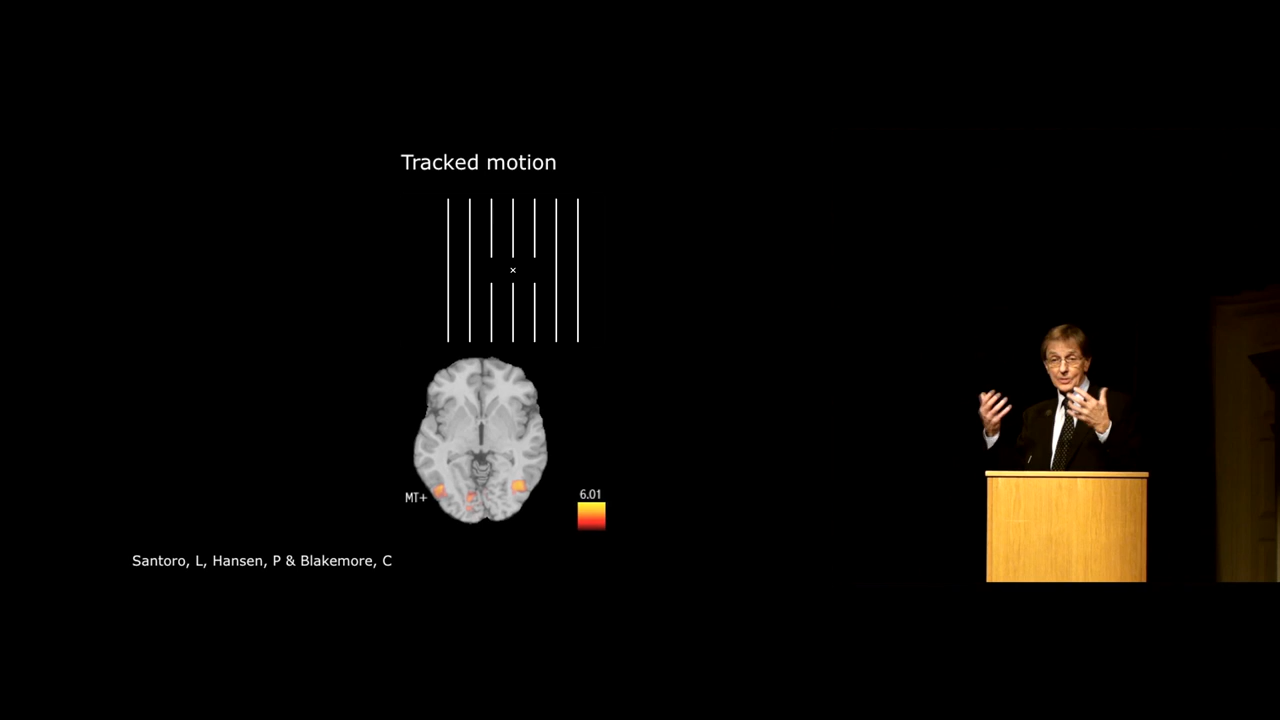 Tracked motion
×
MT+
6.01
Santoro, L, Hansen, P & Blakemore, C